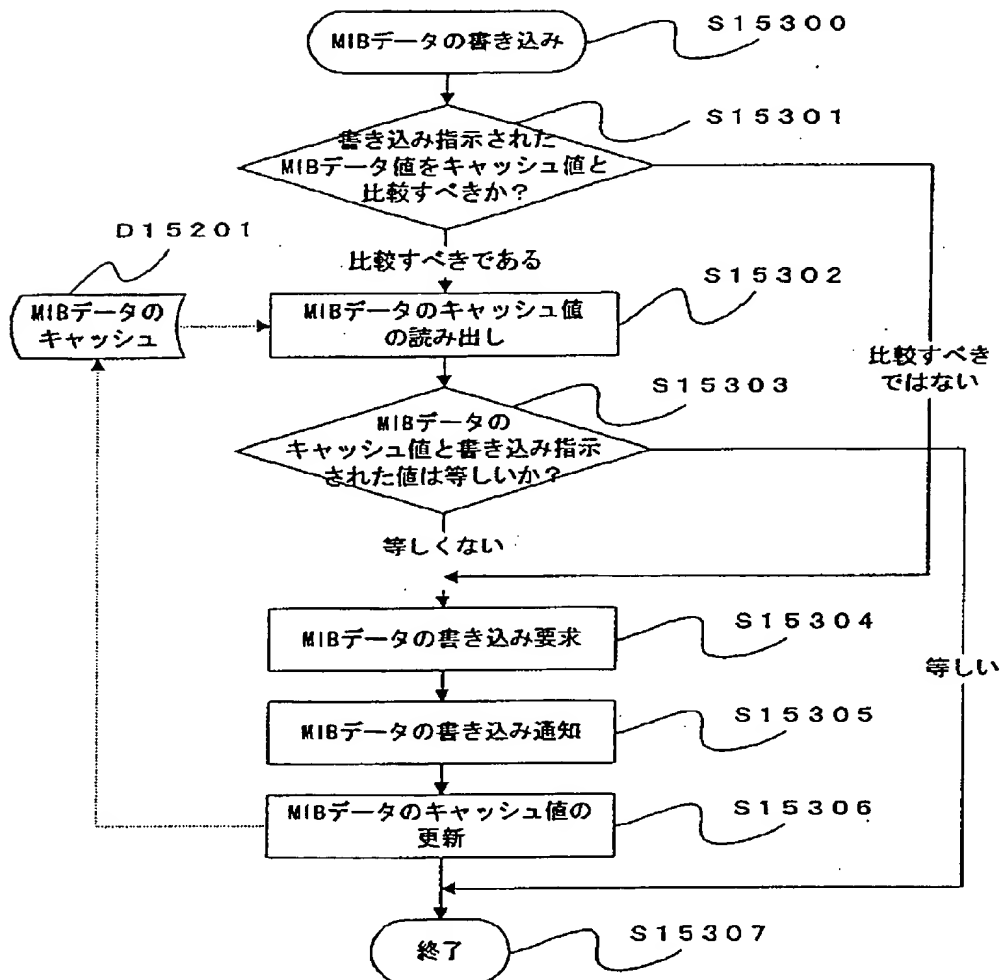 MIBデータの書き込み
S15300
S15301
書き込み指示された
MIBデータ値をキャッシュ値と
比較すべきか？
D15201
比較すべきである
S15302
MIBデータの
キャッシュ
MIBデータのキャッシュ値
の読み出し
比較すべき
ではない
S15303
MIBデータの
キャッシュ値と書き込み指示
された値は等しいか？
等しくない
S15304
MIBデータの書き込み要求
等しい
S15305
MIBデータの書き込み通知
S15306
MIBデータのキャッシュ値の
更新
S15307
終了